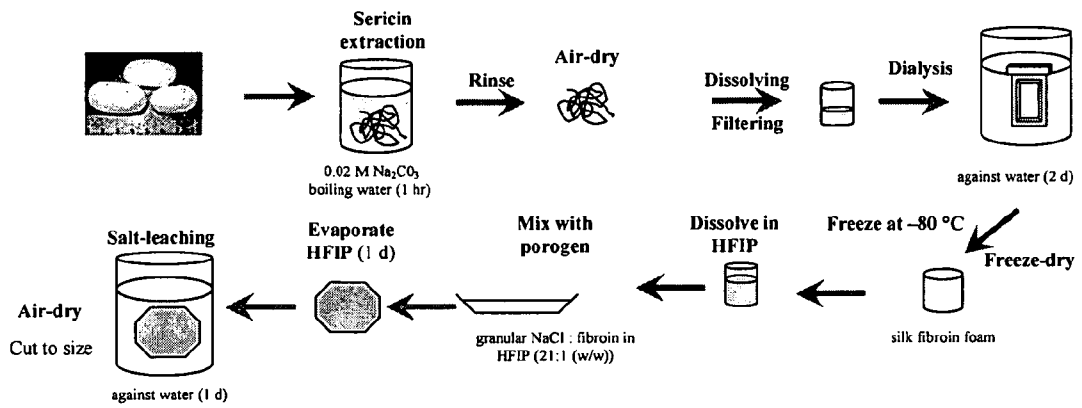 Sericin
extraction
Rinse
Air-dry
Dissolving
Filtering
Dialysis
0.02 M Na₂CO₃
boiling water (1 hr)
against water (2 d)
Freeze at –80 °C
Freeze-dry
silk fibroin foam
Dissolve in
HFIP
Mix with
porogen
granular NaCl : fibroin in
HFIP (21:1 (w/w))
Evaporate
HFIP (1 d)
Salt-leaching
against water (1 d)
Air-dry
Cut to size